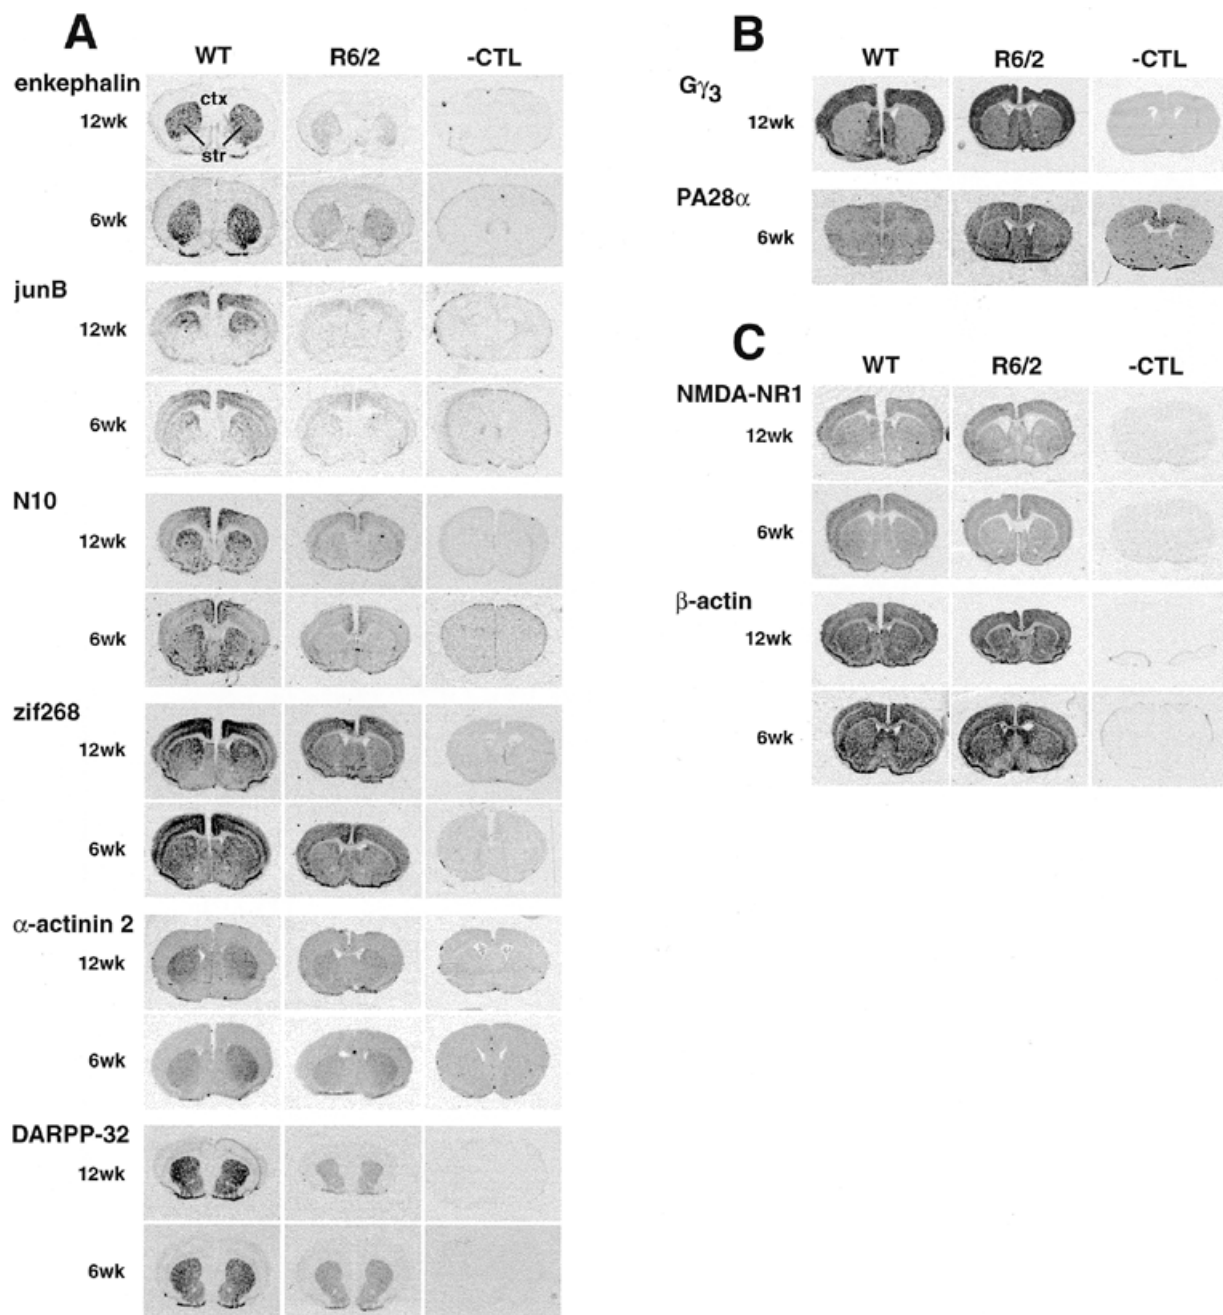 A
WT R6/2 -CTL
enkephalin
12wk
ctx
str
6wk
junB
12wk
6wk
N10
12wk
6wk
zif268
12wk
6wk
α-actinin 2
12wk
6wk
DARPP-32
12wk
6wk
B
WT R6/2 -CTL
Gγ3
12wk
PA28α
6wk
C
WT R6/2 -CTL
NMDA-NR1
12wk
6wk
β-actin
12wk
6wk